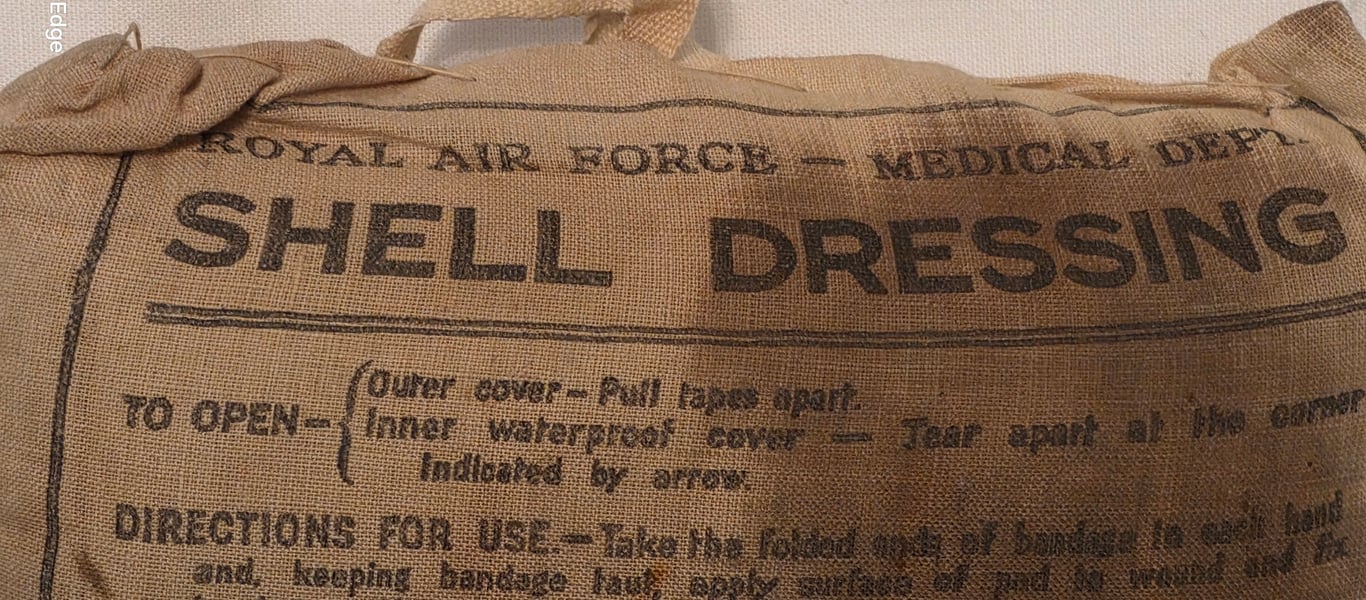 Edge
ROYAL AIR FORCE — MEDICAL DEPT.
SHELL DRESSING
TO OPEN— { Outer cover — Pull tapes apart.
Inner waterproof cover — Tear apart at the corner
indicated by arrow.
DIRECTIONS FOR USE.— Take the folded ends of bandage in each hand
and, keeping bandage taut, apply surface of pad to wound and fix